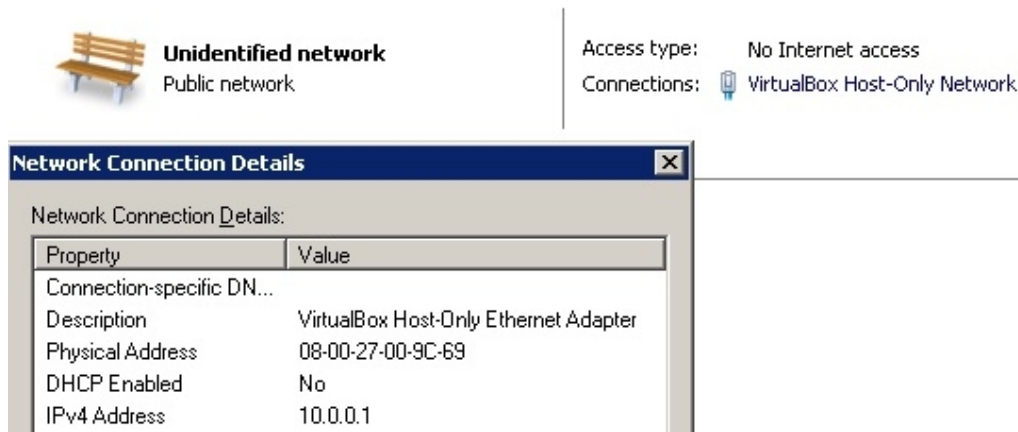 Unidentified network
Public network
Access type: No Internet access
Connections: VirtualBox Host-Only Network
Network Connection Details
Network Connection Details:
Property Value
Connection-specific DN...
Description VirtualBox Host-Only Ethernet Adapter
Physical Address 08-00-27-00-9C-69
DHCP Enabled No
IPv4 Address 10.0.0.1